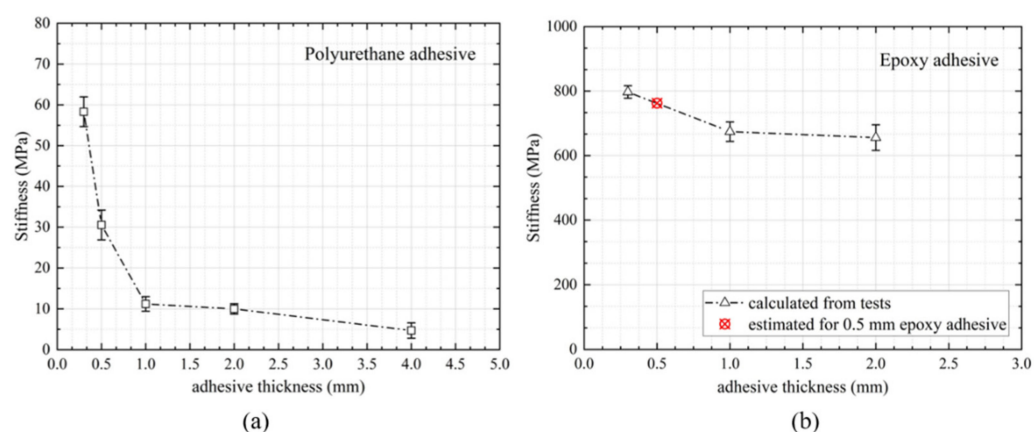 Polyurethane adhesive
Stiffness (MPa)
80
70
60
50
40
30
20
10
0
0.0 0.5 1.0 1.5 2.0 2.5 3.0 3.5 4.0 4.5 5.0
adhesive thickness (mm)
(a)
Epoxy adhesive
Stiffness (MPa)
1000
800
600
400
200
0
calculated from tests
estimated for 0.5 mm epoxy adhesive
0.0 0.5 1.0 1.5 2.0 2.5 3.0
adhesive thickness (mm)
(b)